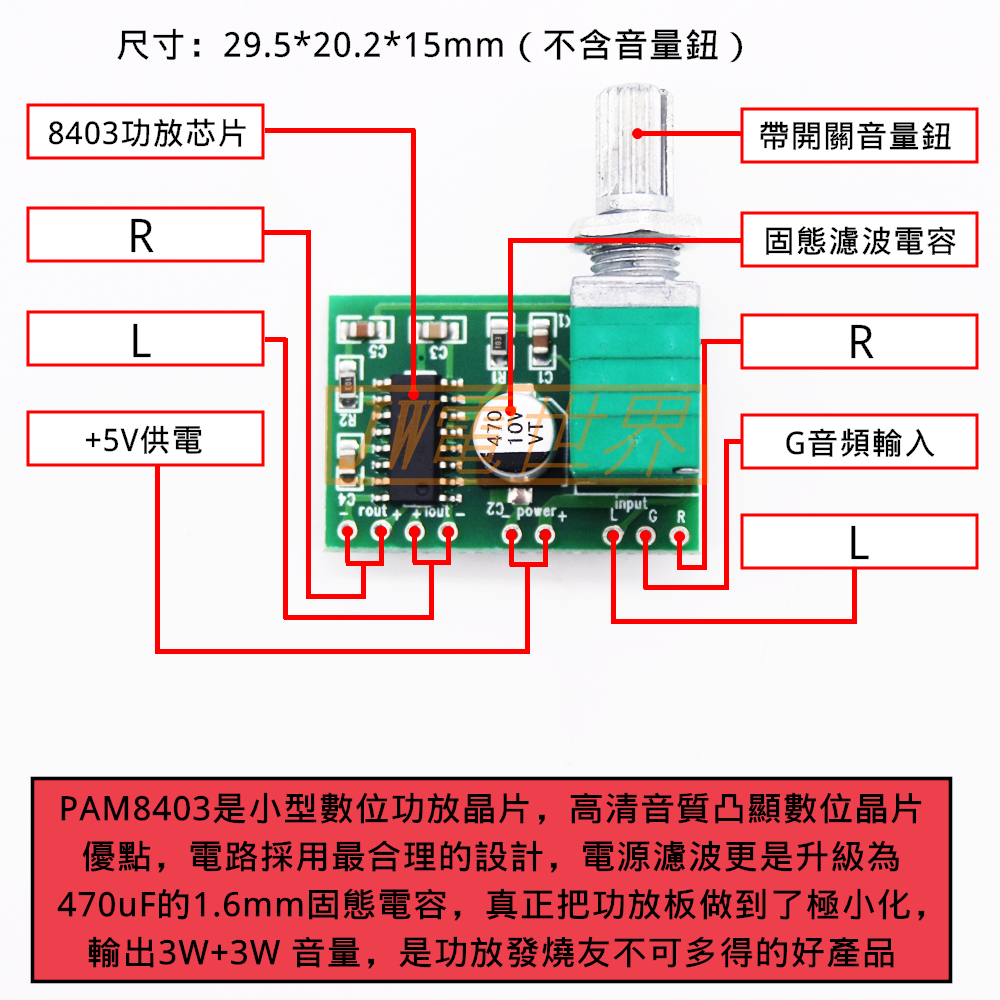 尺寸：29.5*20.2*15mm（不含音量鈕）
8403功放芯片
帶開關音量鈕
R
固態濾波電容
L
R
+5V供電
G音頻輸入
L
C5
C3
R1
C1
103
103
R2
C4
C2
470
10V
VT
JW電世界
- rout +
+ lout -
- power +
input
L G R
PAM8403是小型數位功放晶片，高清音質凸顯數位晶片
優點，電路採用最合理的設計，電源濾波更是升級為
470uF的1.6mm固態電容，真正把功放板做到了極小化，
輸出3W+3W 音量，是功放發燒友不可多得的好產品